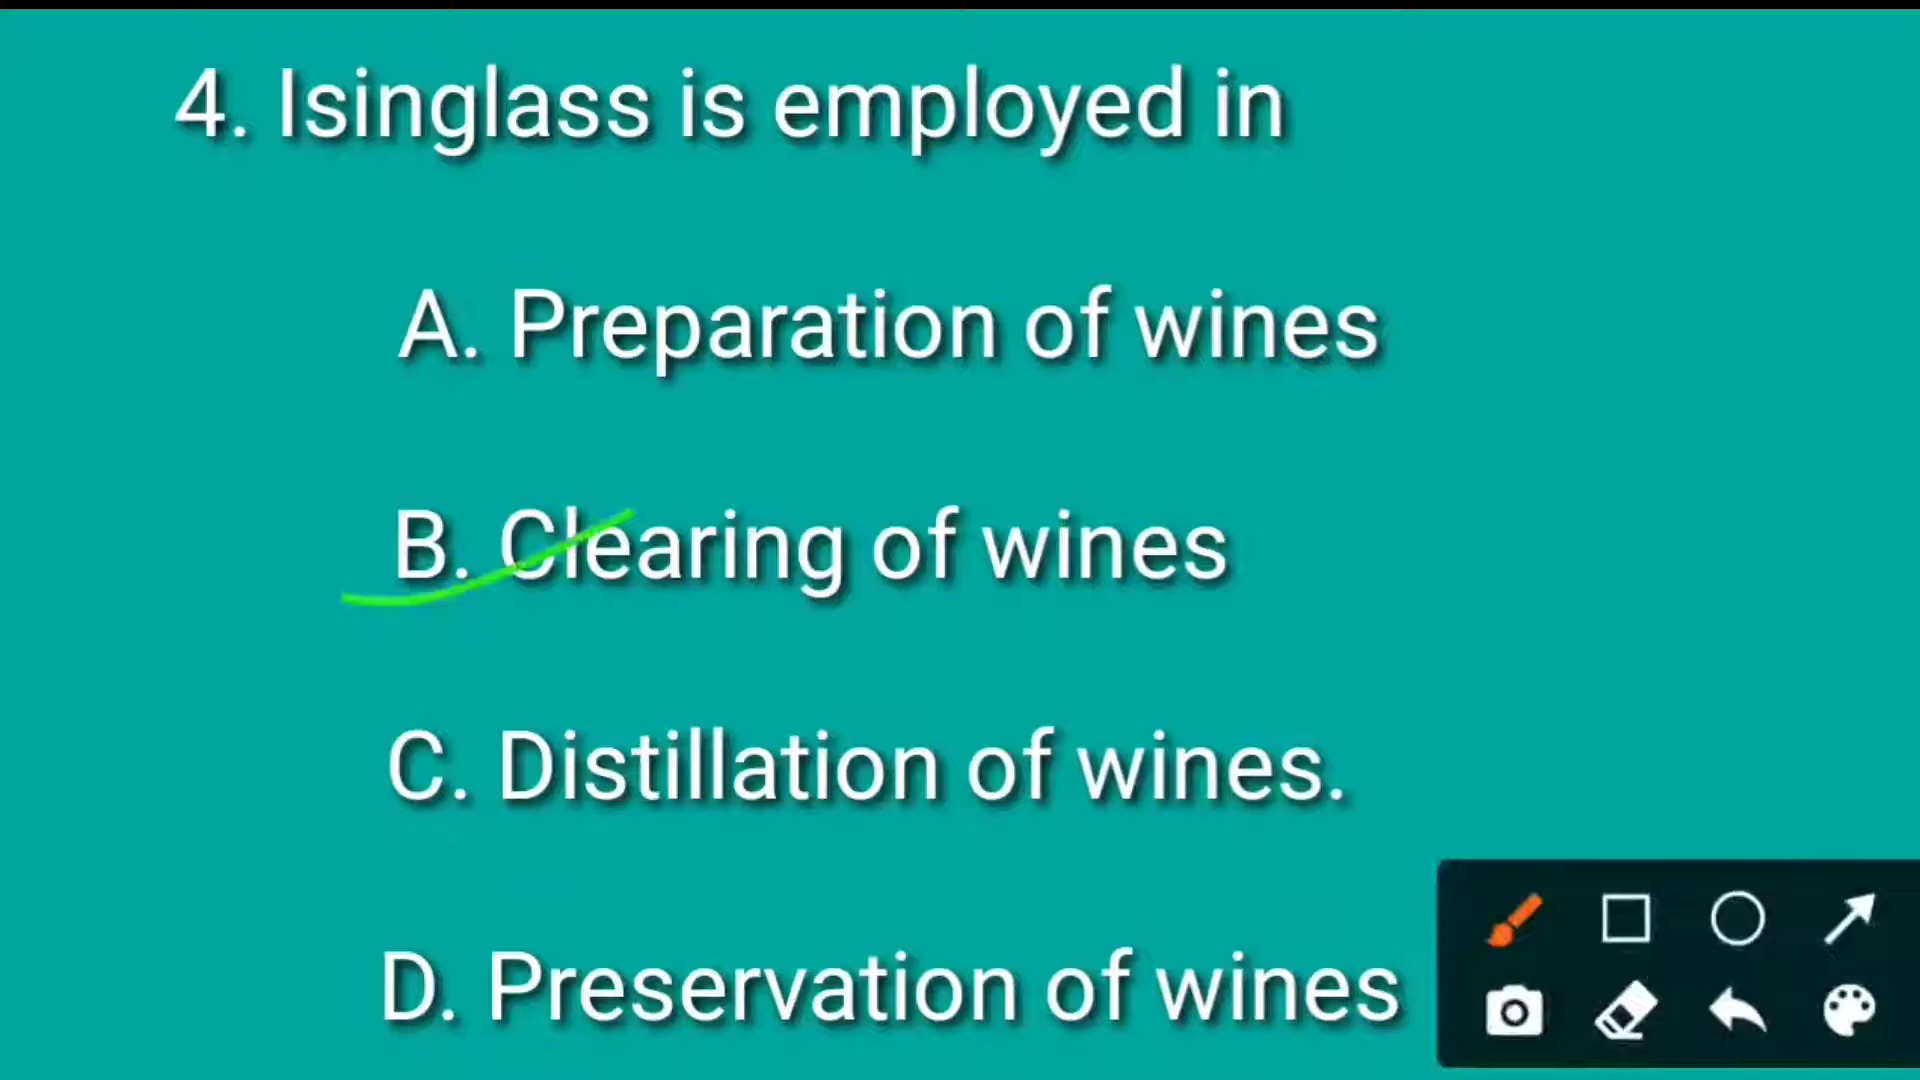 4. Isinglass is employed in
A. Preparation of wines
B. Clearing of wines
C. Distillation of wines.
D. Preservation of wines